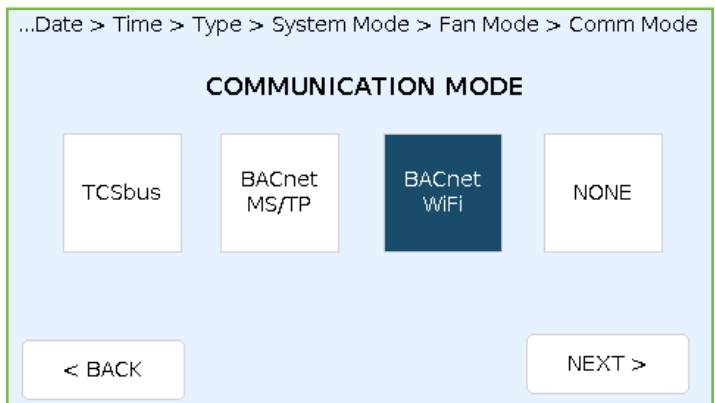 ...Date > Time > Type > System Mode > Fan Mode > Comm Mode
COMMUNICATION MODE
TCSbus
BACnet
MS/TP
BACnet
WiFi
NONE
< BACK
NEXT >